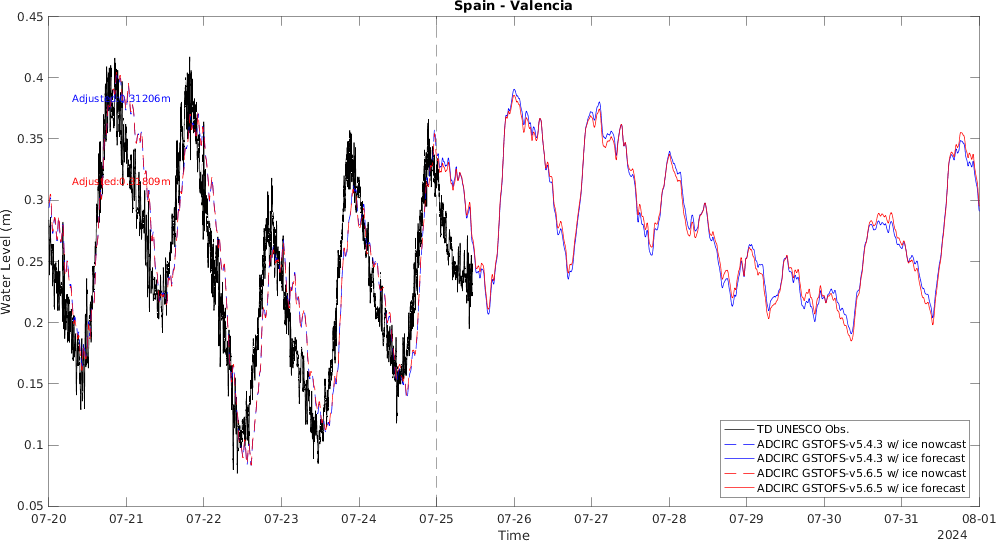 Spain - Valencia
0.45
0.4
0.35
0.3
0.25
0.2
0.15
0.1
0.05
Water Level (m)
07-20
07-21
07-22
07-23
07-24
07-25
07-26
07-27
07-28
07-29
07-30
07-31
08-01
Time
2024
TD UNESCO Obs.
ADCIRC GSTOFS-v5.4.3 w/ ice nowcast
ADCIRC GSTOFS-v5.4.3 w/ ice forecast
ADCIRC GSTOFS-v5.6.5 w/ ice nowcast
ADCIRC GSTOFS-v5.6.5 w/ ice forecast